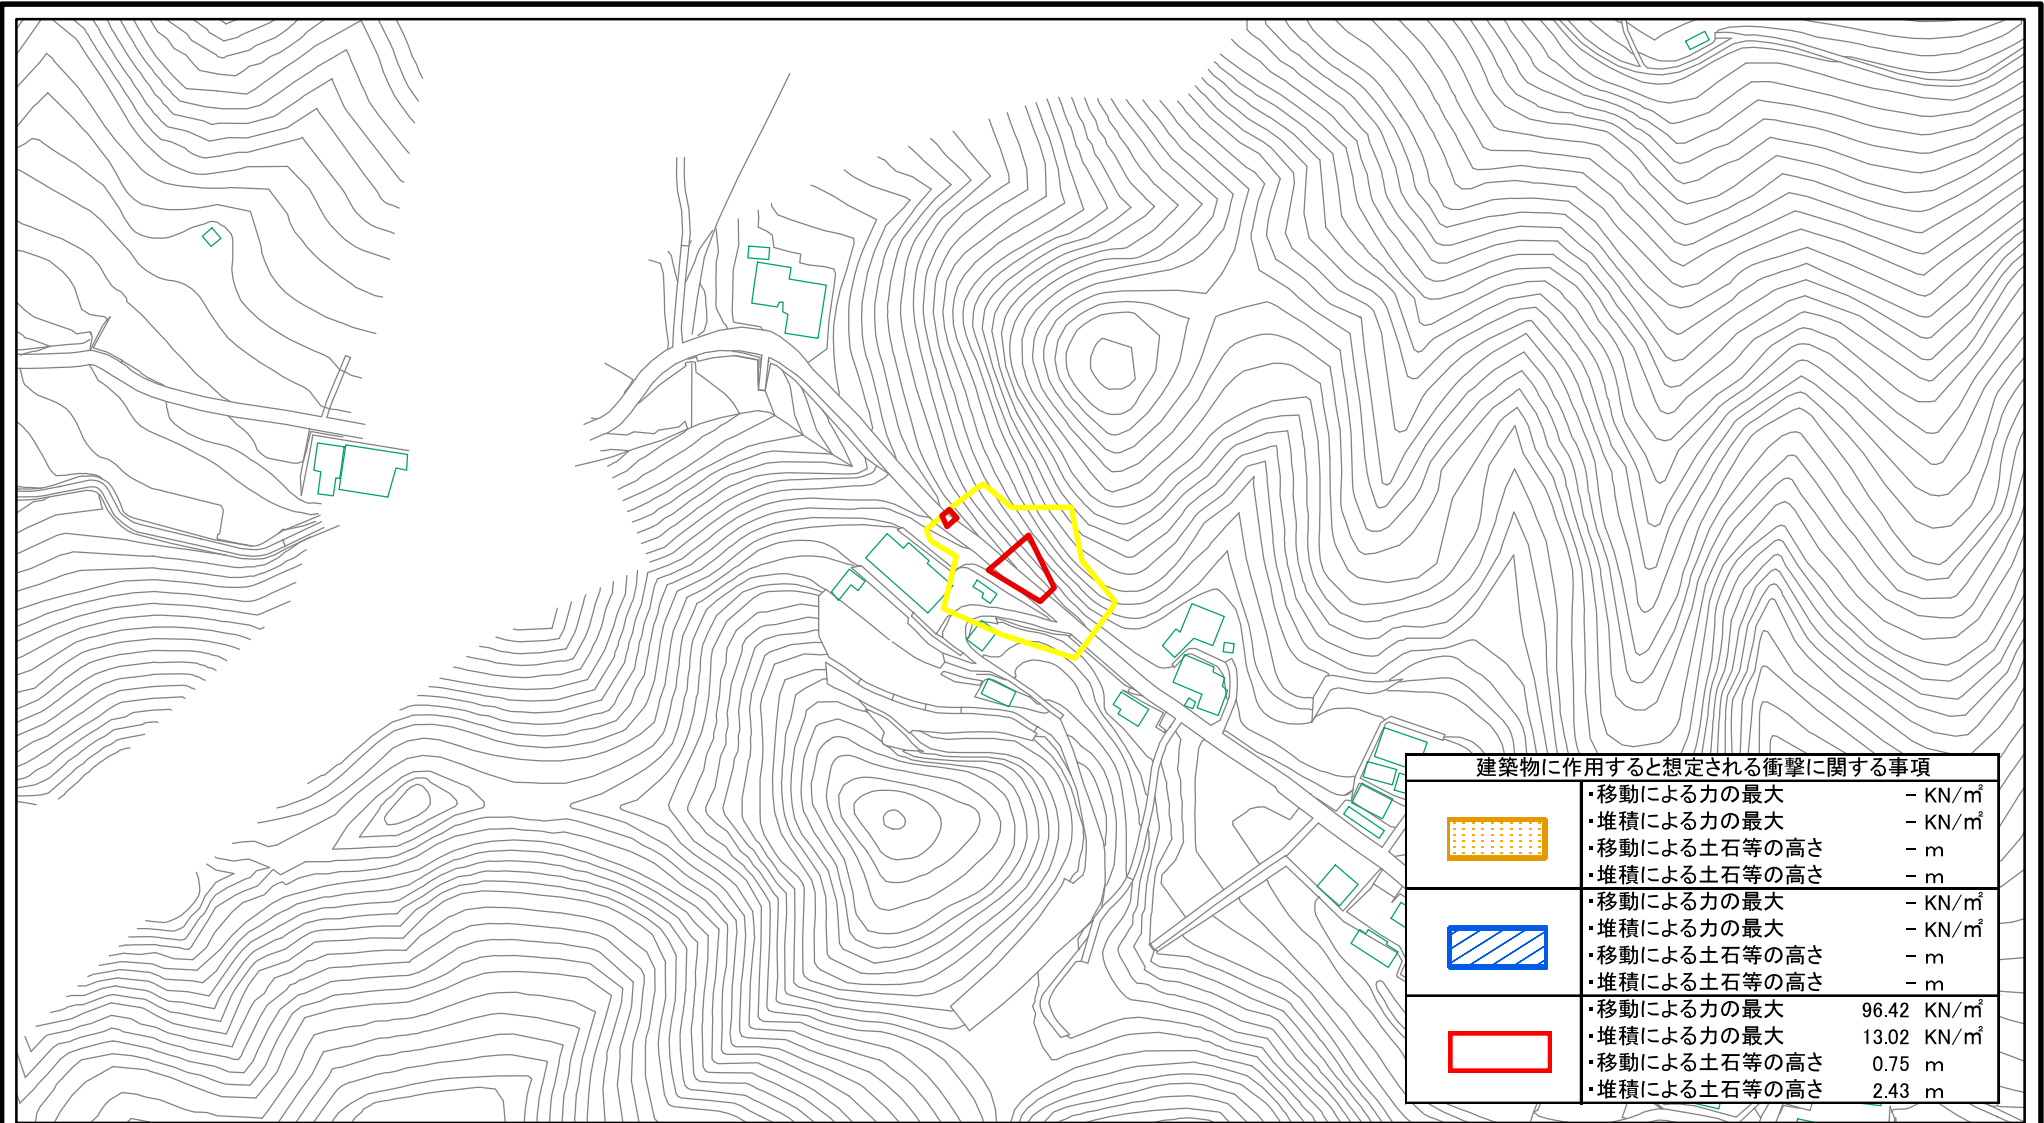 建築物に作用すると想定される衝撃に関する事項
・移動による力の最大 - KN/㎡
・堆積による力の最大 - KN/㎡
・移動による土石等の高さ - m
・堆積による土石等の高さ - m
・移動による力の最大 - KN/㎡
・堆積による力の最大 - KN/㎡
・移動による土石等の高さ - m
・堆積による土石等の高さ - m
・移動による力の最大 96.42 KN/㎡
・堆積による力の最大 13.02 KN/㎡
・移動による土石等の高さ 0.75 m
・堆積による土石等の高さ 2.43 m